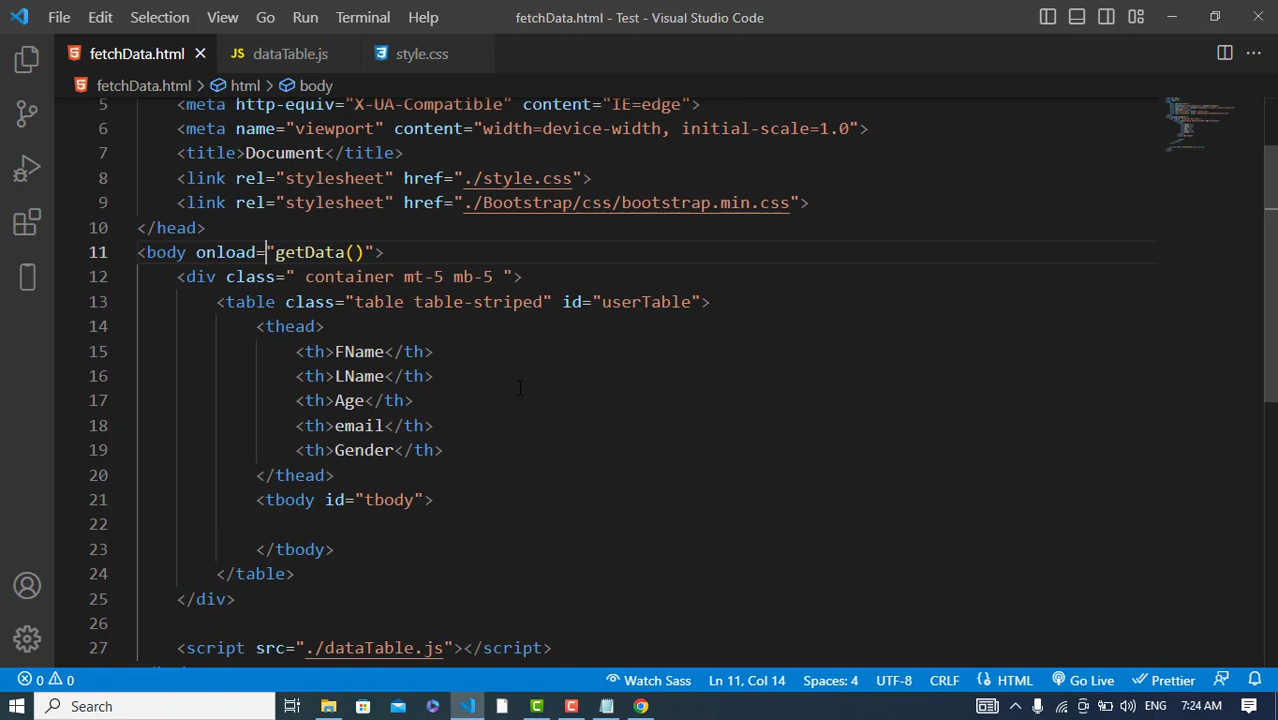 File Edit Selection View Go Run Terminal Help fetchData.html - Test - Visual Studio Code
fetchData.html JS dataTable.js style.css
fetchData.html > html > body
5 <meta http-equiv="X-UA-Compatible" content="IE=edge">
6 <meta name="viewport" content="width=device-width, initial-scale=1.0">
7 <title>Document</title>
8 <link rel="stylesheet" href="./style.css">
9 <link rel="stylesheet" href="./Bootstrap/css/bootstrap.min.css">
10 </head>
11 <body onload="getData()">
12 <div class=" container mt-5 mb-5 ">
13 <table class="table table-striped" id="userTable">
14 <thead>
15 <th>FName</th>
16 <th>LName</th>
17 <th>Age</th>
18 <th>email</th>
19 <th>Gender</th>
20 </thead>
21 <tbody id="tbody">
22
23 </tbody>
24 </table>
25 </div>
26
27 <script src="./dataTable.js"></script>
0 0 Watch Sass Ln 11, Col 14 Spaces: 4 UTF-8 CRLF HTML Go Live Prettier
Search ENG 7:24 AM